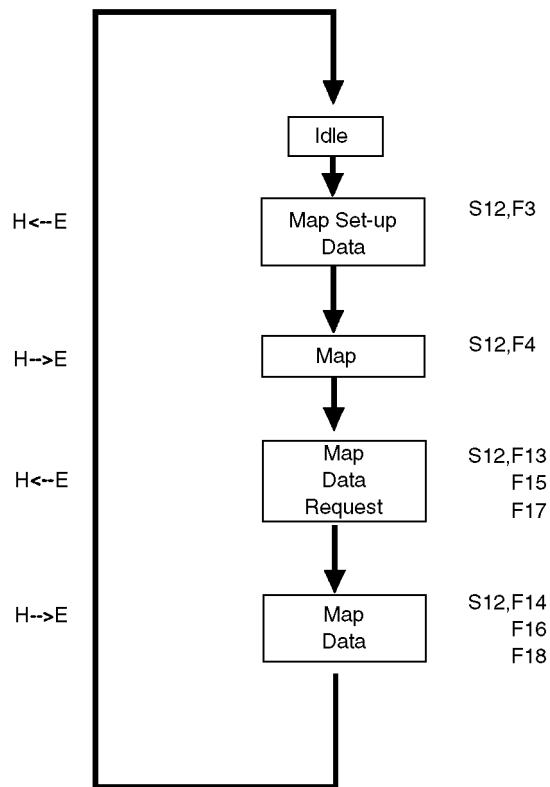 Idle
H<--E
Map Set-up
Data
S12,F3
H-->E
Map
S12,F4
H<--E
Map
Data
Request
S12,F13
F15
F17
H-->E
Map
Data
S12,F14
F16
F18